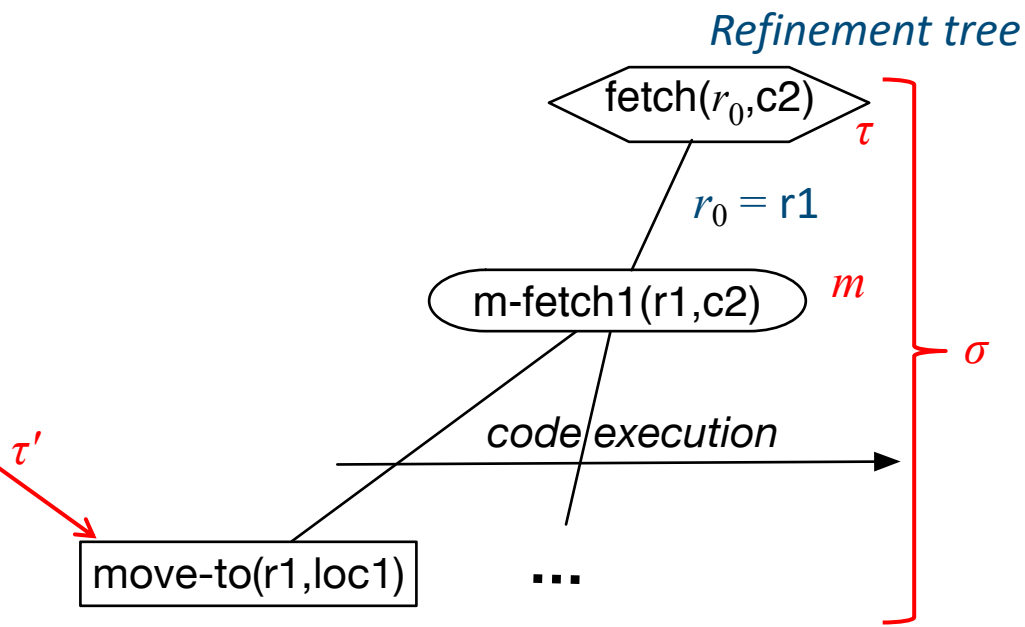 Refinement tree
fetch(r₀,c2)
τ
r₀ = r1
m-fetch1(r1,c2)
m
σ
code execution
τ′
move-to(r1,loc1)
...